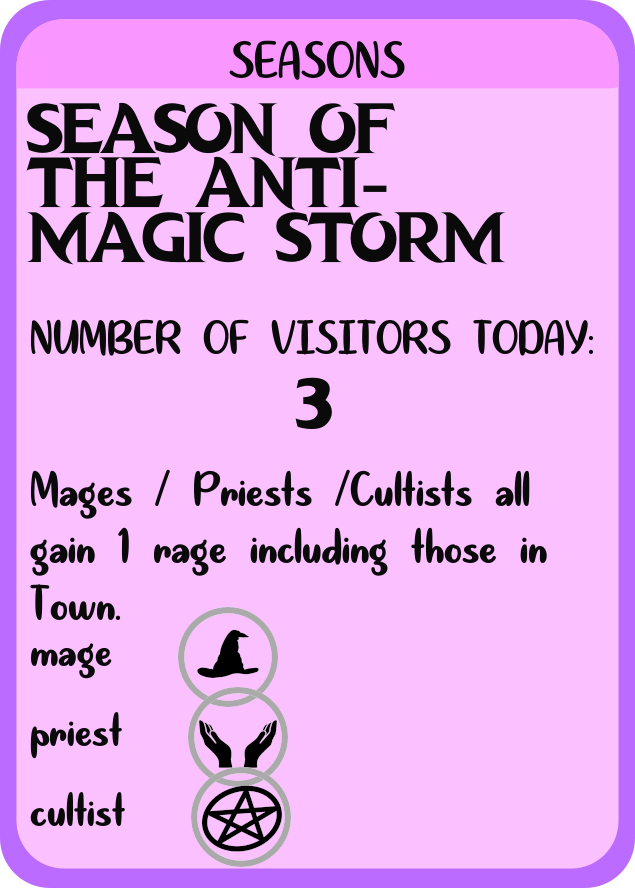 SEASONS
SEASON OF
THE ANTI-
MAGIC STORM
NUMBER OF VISITORS TODAY:
3
Mages / Priests /Cultists all
gain 1 rage including those in
Town.
mage
priest
cultist